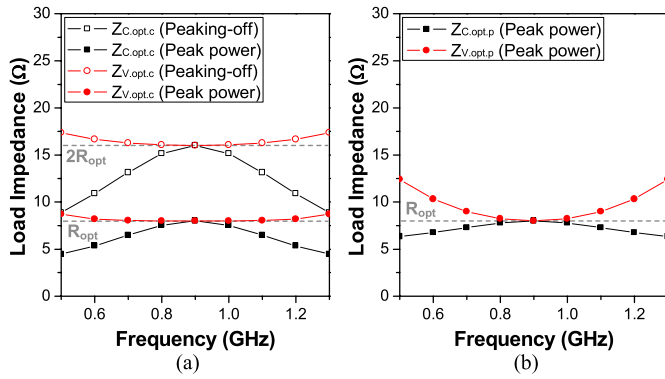 30
25
20
15
10
5
0
Load Impedance (Ω)
Z_C.opt.c (Peaking-off)
Z_C.opt.c (Peak power)
Z_V.opt.c (Peaking-off)
Z_V.opt.c (Peak power)
2R_opt
R_opt
0.6 0.8 1.0 1.2
Frequency (GHz)
(a)
30
25
20
15
10
5
0
Load Impedance (Ω)
Z_C.opt.p (Peak power)
Z_V.opt.p (Peak power)
R_opt
0.6 0.8 1.0 1.2
Frequency (GHz)
(b)